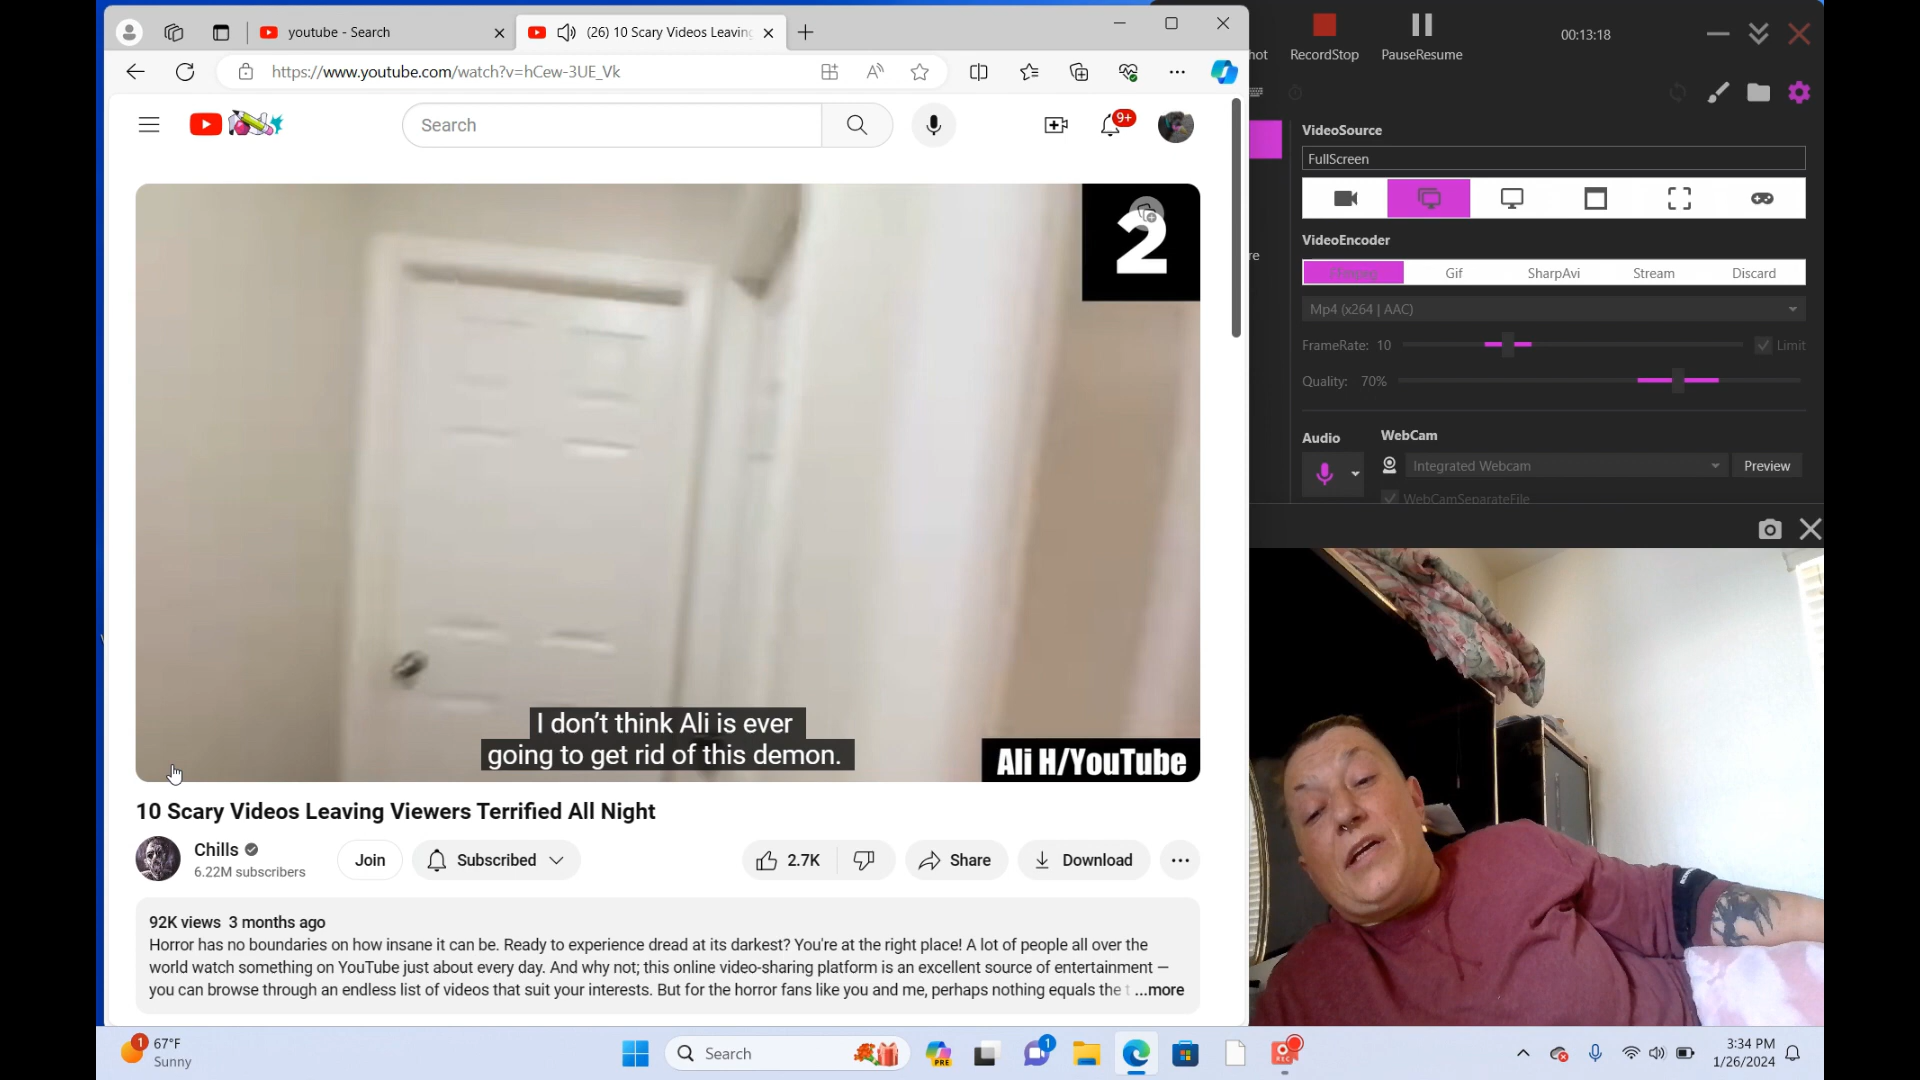 youtube - Search
(26) 10 Scary Videos Leaving
https://www.youtube.com/watch?v=hCew-3UE_Vk
Search
9+
2
I don't think Ali is ever
going to get rid of this demon.
Ali H/YouTube
10 Scary Videos Leaving Viewers Terrified All Night
Chills
6.22M subscribers
Join
Subscribed
2.7K
Share
Download
92K views 3 months ago
Horror has no boundaries on how insane it can be. Ready to experience dread at its darkest? You're at the right place! A lot of people all over the
world watch something on YouTube just about every day. And why not; this online video-sharing platform is an excellent source of entertainment —
you can browse through an endless list of videos that suit your interests. But for the horror fans like you and me, perhaps nothing equals the t ...more
hot
RecordStop
PauseResume
00:13:18
VideoSource
FullScreen
re
VideoEncoder
FFmpeg
Gif
SharpAvi
Stream
Discard
Mp4 (x264 | AAC)
FrameRate: 10
Limit
Quality: 70%
Audio
WebCam
Integrated Webcam
Preview
WebCamSeparateFile
1
67°F
Sunny
Search
PRE
1
REC
3:34 PM
1/26/2024